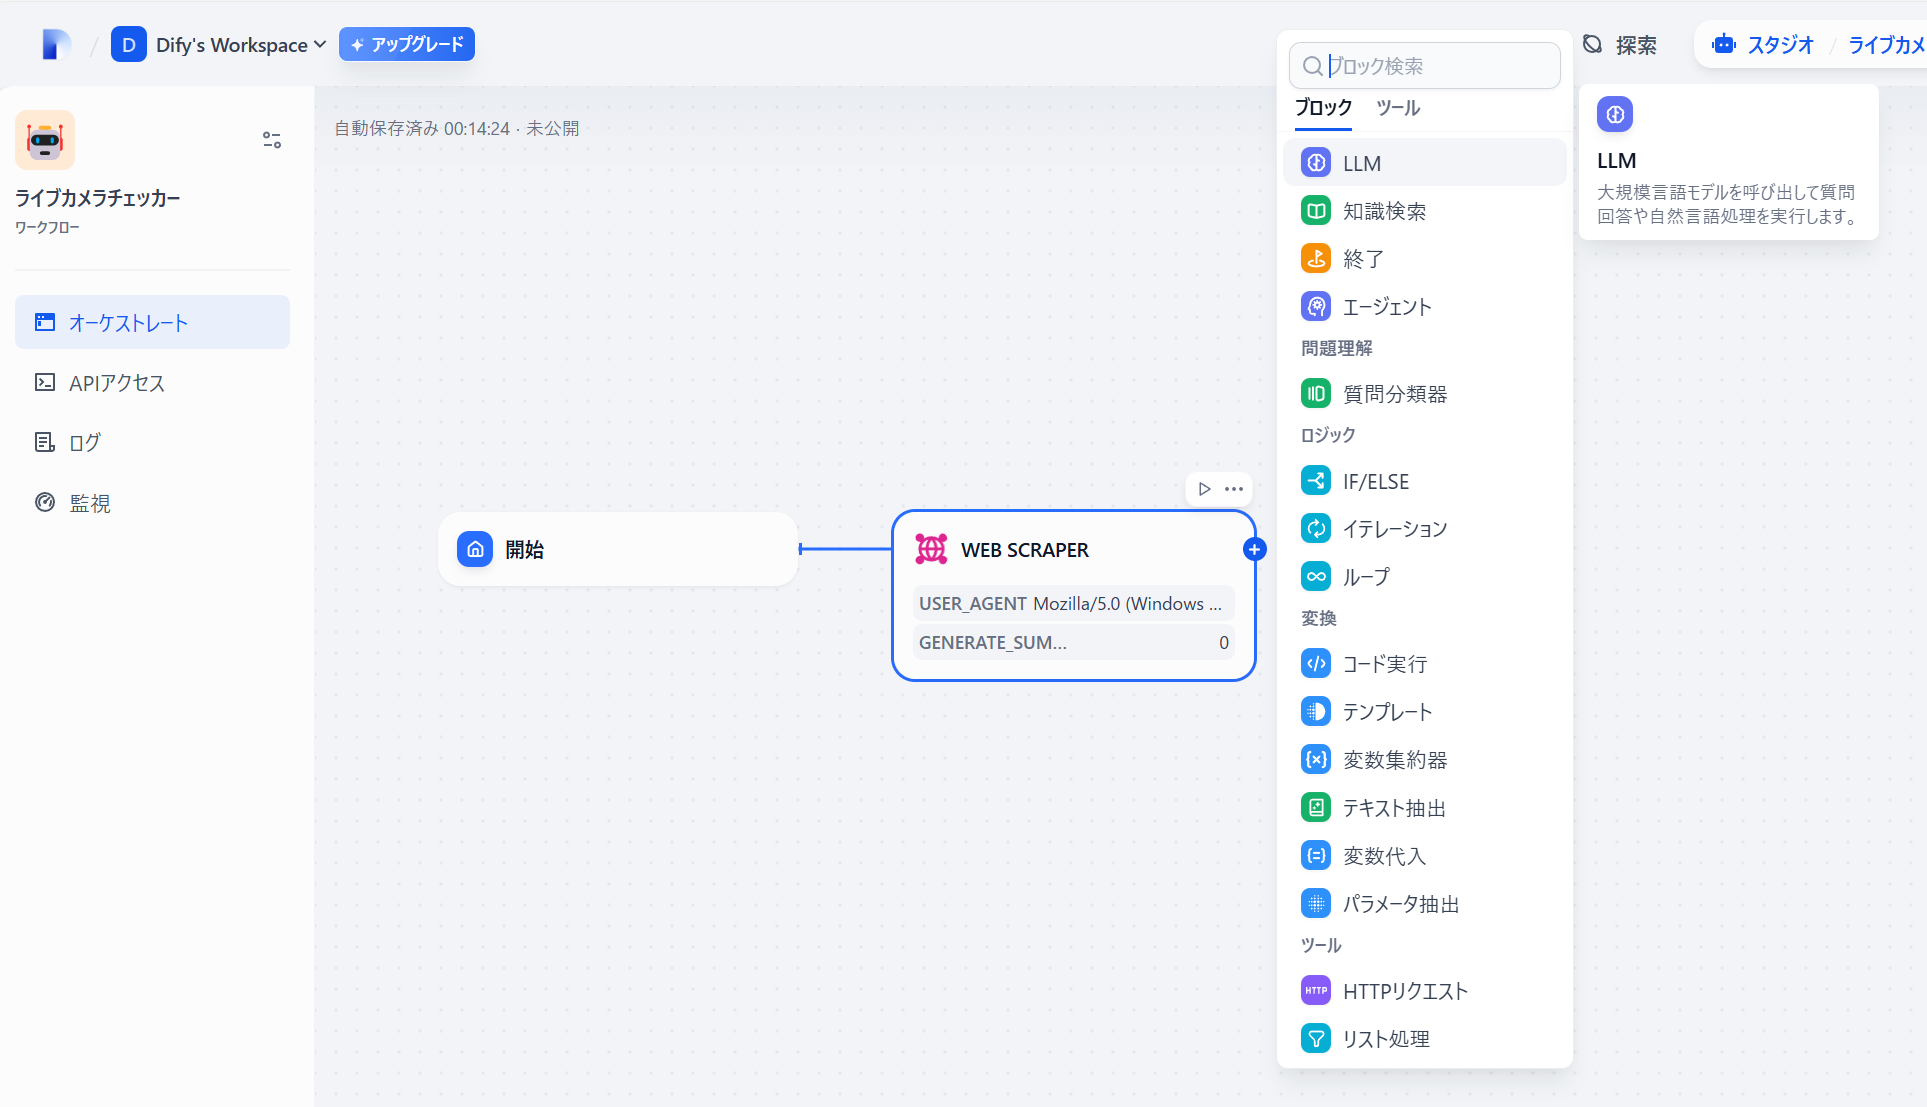 D Dify's Workspace アップグレード
探索
スタジオ / ライブカメ
ライブカメラチェッカー
ワークフロー
オーケストレート
APIアクセス
ログ
監視
自動保存済み 00:14:24 · 未公開
開始
WEB SCRAPER
USER_AGENT Mozilla/5.0 (Windows ...
GENERATE_SUM... 0
ブロック検索
ブロック ツール
LLM
知識検索
終了
エージェント
問題理解
質問分類器
ロジック
IF/ELSE
イテレーション
ループ
変換
コード実行
テンプレート
変数集約器
テキスト抽出
変数代入
パラメータ抽出
ツール
HTTP HTTPリクエスト
リスト処理
LLM
大規模言語モデルを呼び出して質問
回答や自然言語処理を実行します。